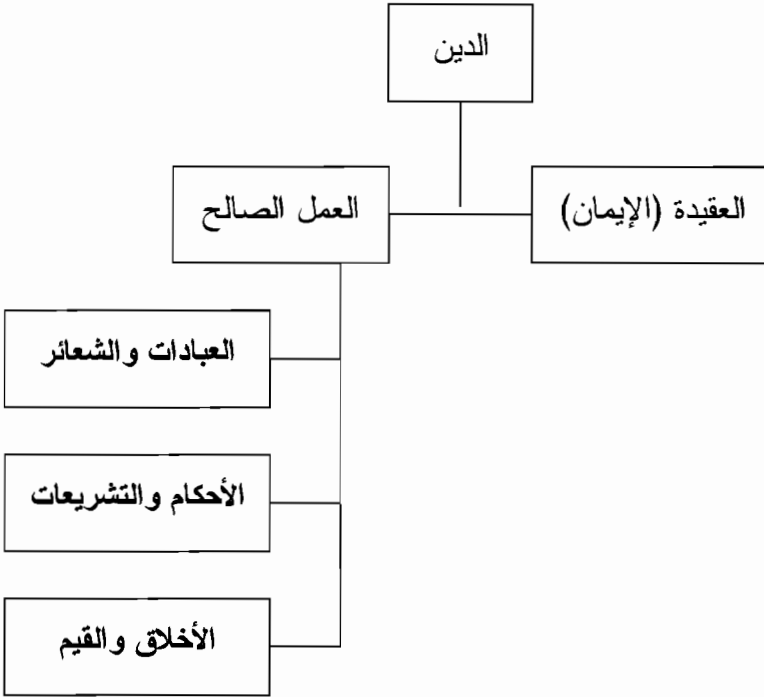 الدين
العقيدة (الإيمان)
العمل الصالح
العبادات والشعائر
الأحكام والتشريعات
الأخلاق والقيم